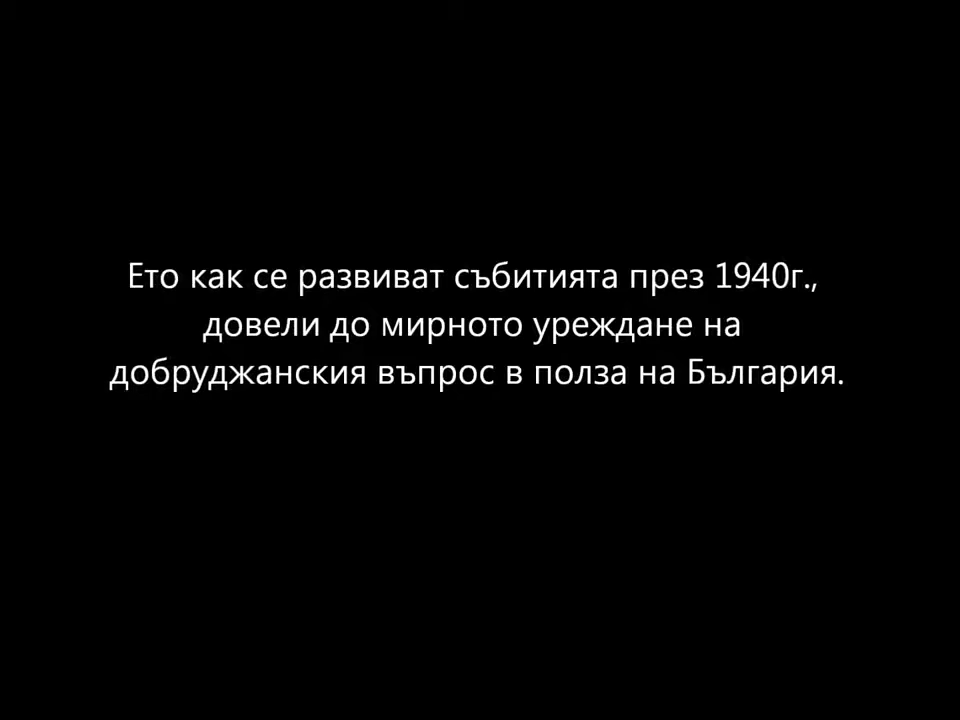 Ето как се развиват събитията през 1940г.,
довели до мирното уреждане на
добруджанския въпрос в полза на България.